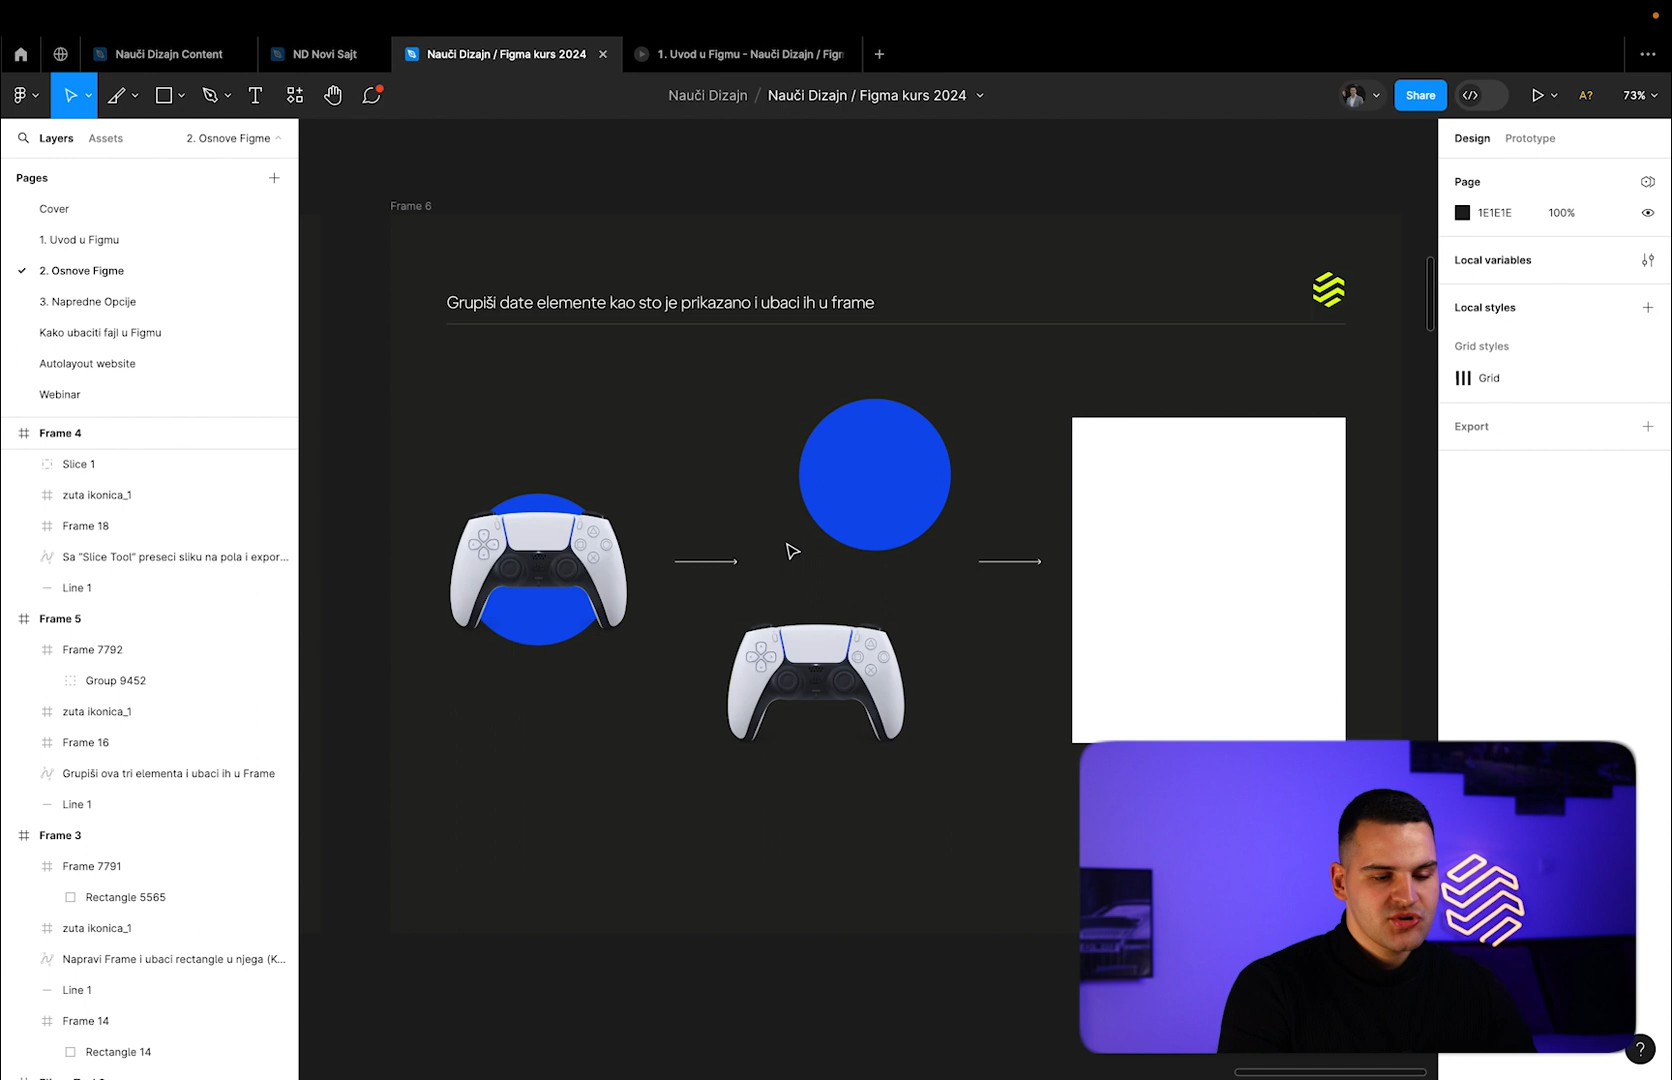 Nauči Dizajn Content
ND Novi Sajt
Nauči Dizajn / Figma kurs 2024
1. Uvod u Figmu - Nauči Dizajn / Figr
Nauči Dizajn / Nauči Dizajn / Figma kurs 2024
Share
A?
73%
Layers
Assets
2. Osnove Figme
Pages
Cover
1. Uvod u Figmu
2. Osnove Figme
3. Napredne Opcije
Kako ubaciti fajl u Figmu
Autolayout website
Webinar
Frame 4
Slice 1
zuta ikonica_1
Frame 18
Sa "Slice Tool" preseci sliku na pola i expor...
Line 1
Frame 5
Frame 7792
Group 9452
zuta ikonica_1
Frame 16
Grupiši ova tri elementa i ubaci ih u Frame
Line 1
Frame 3
Frame 7791
Rectangle 5565
zuta ikonica_1
Napravi Frame i ubaci rectangle u njega (K...
Line 1
Frame 14
Rectangle 14
Frame 6
Grupiši date elemente kao sto je prikazano i ubaci ih u frame
Design
Prototype
Page
1E1E1E
100%
Local variables
Local styles
Grid styles
Grid
Export
?